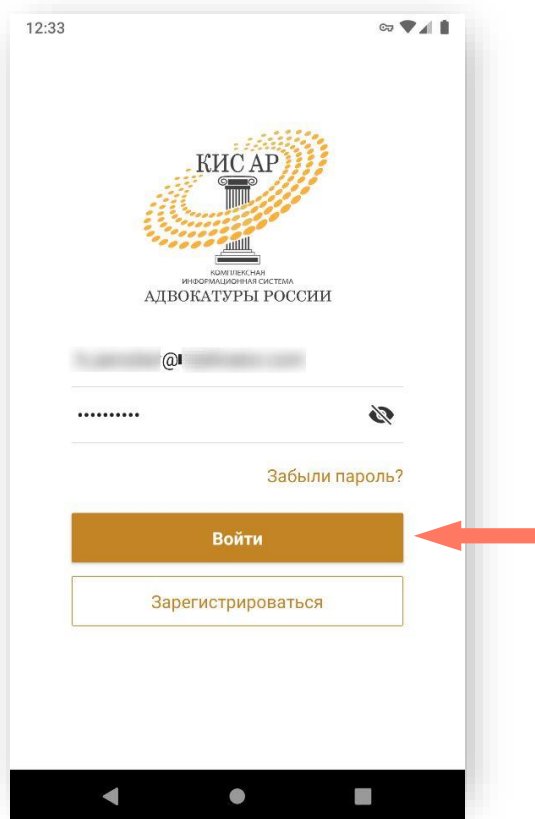 12:33
КИС АР
КОМПЛЕКСНАЯ
ИНФОРМАЦИОННАЯ СИСТЕМА
АДВОКАТУРЫ РОССИИ
@
••••••••••
Забыли пароль?
Войти
Зарегистрироваться